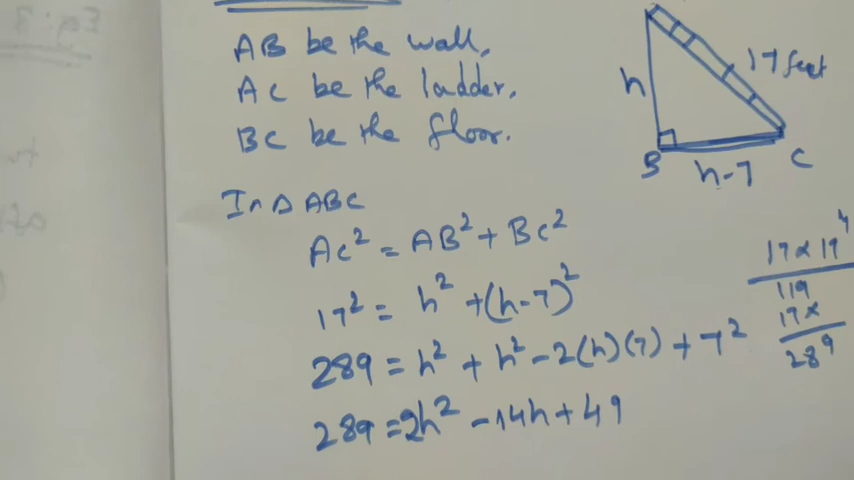 AB be the wall,
AC be the ladder,
BC be the floor.
h
17 feet
B
h-7
C
In Δ ABC
AC² = AB² + BC²
17² = h² + (h-7)²
289 = h² + h² - 2(h)(7) + 7²
289 = 2h² - 14h + 49
17 x 17⁴
119
17x
289